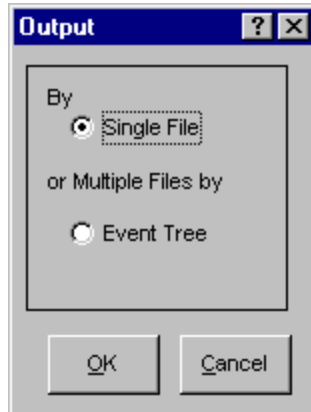 Output ? X
By
Single File
or Multiple Files by
Event Tree
OK Cancel